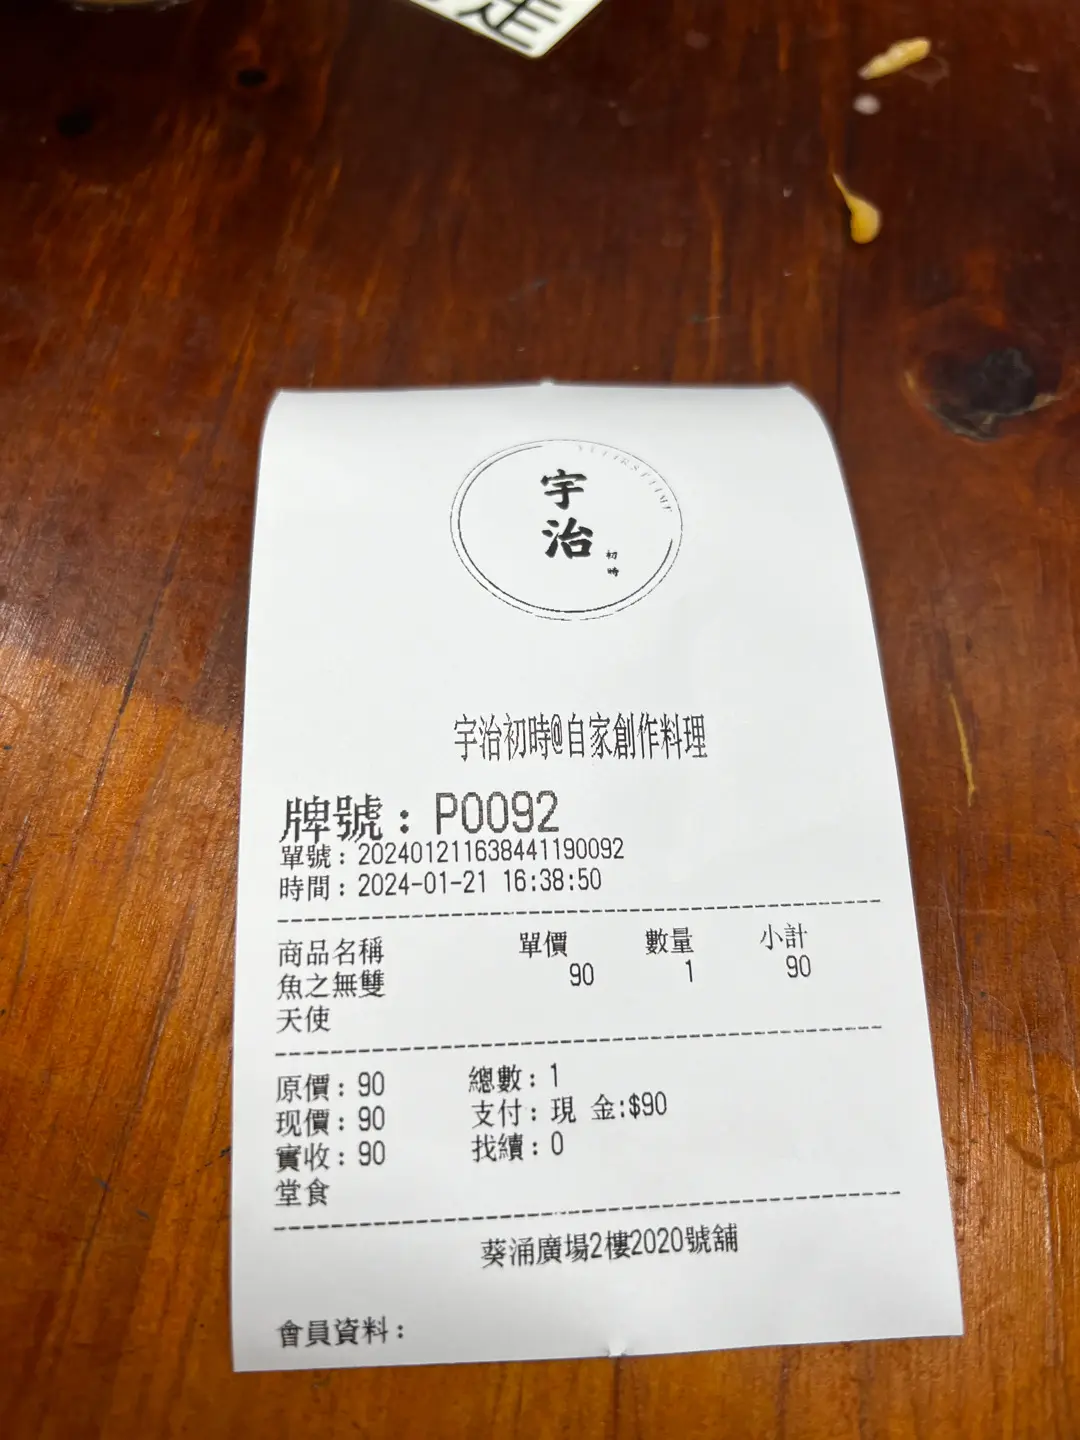 走
宇
治
初
時
宇治初時@自家創作料理
牌號：P0092
單號：202401211638441190092
時間：2024-01-21 16:38:50
商品名稱 單價 數量 小計
魚之無雙 90 1 90
天使
原價：90 總數：1
现價：90 支付：現 金:$90
實收：90 找續：0
堂食
葵涌廣場2樓2020號舖
會員資料：